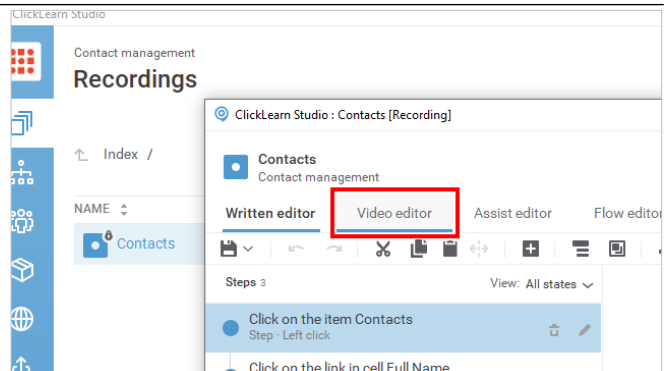 ClickLearn Studio
Contact management
Recordings
ClickLearn Studio : Contacts [Recording]
Index /
Contacts
Contact management
NAME
Written editor Video editor Assist editor Flow editor
Contacts
Steps 3 View: All states
Click on the item Contacts
Step - Left click
Click on the link in cell Full Name